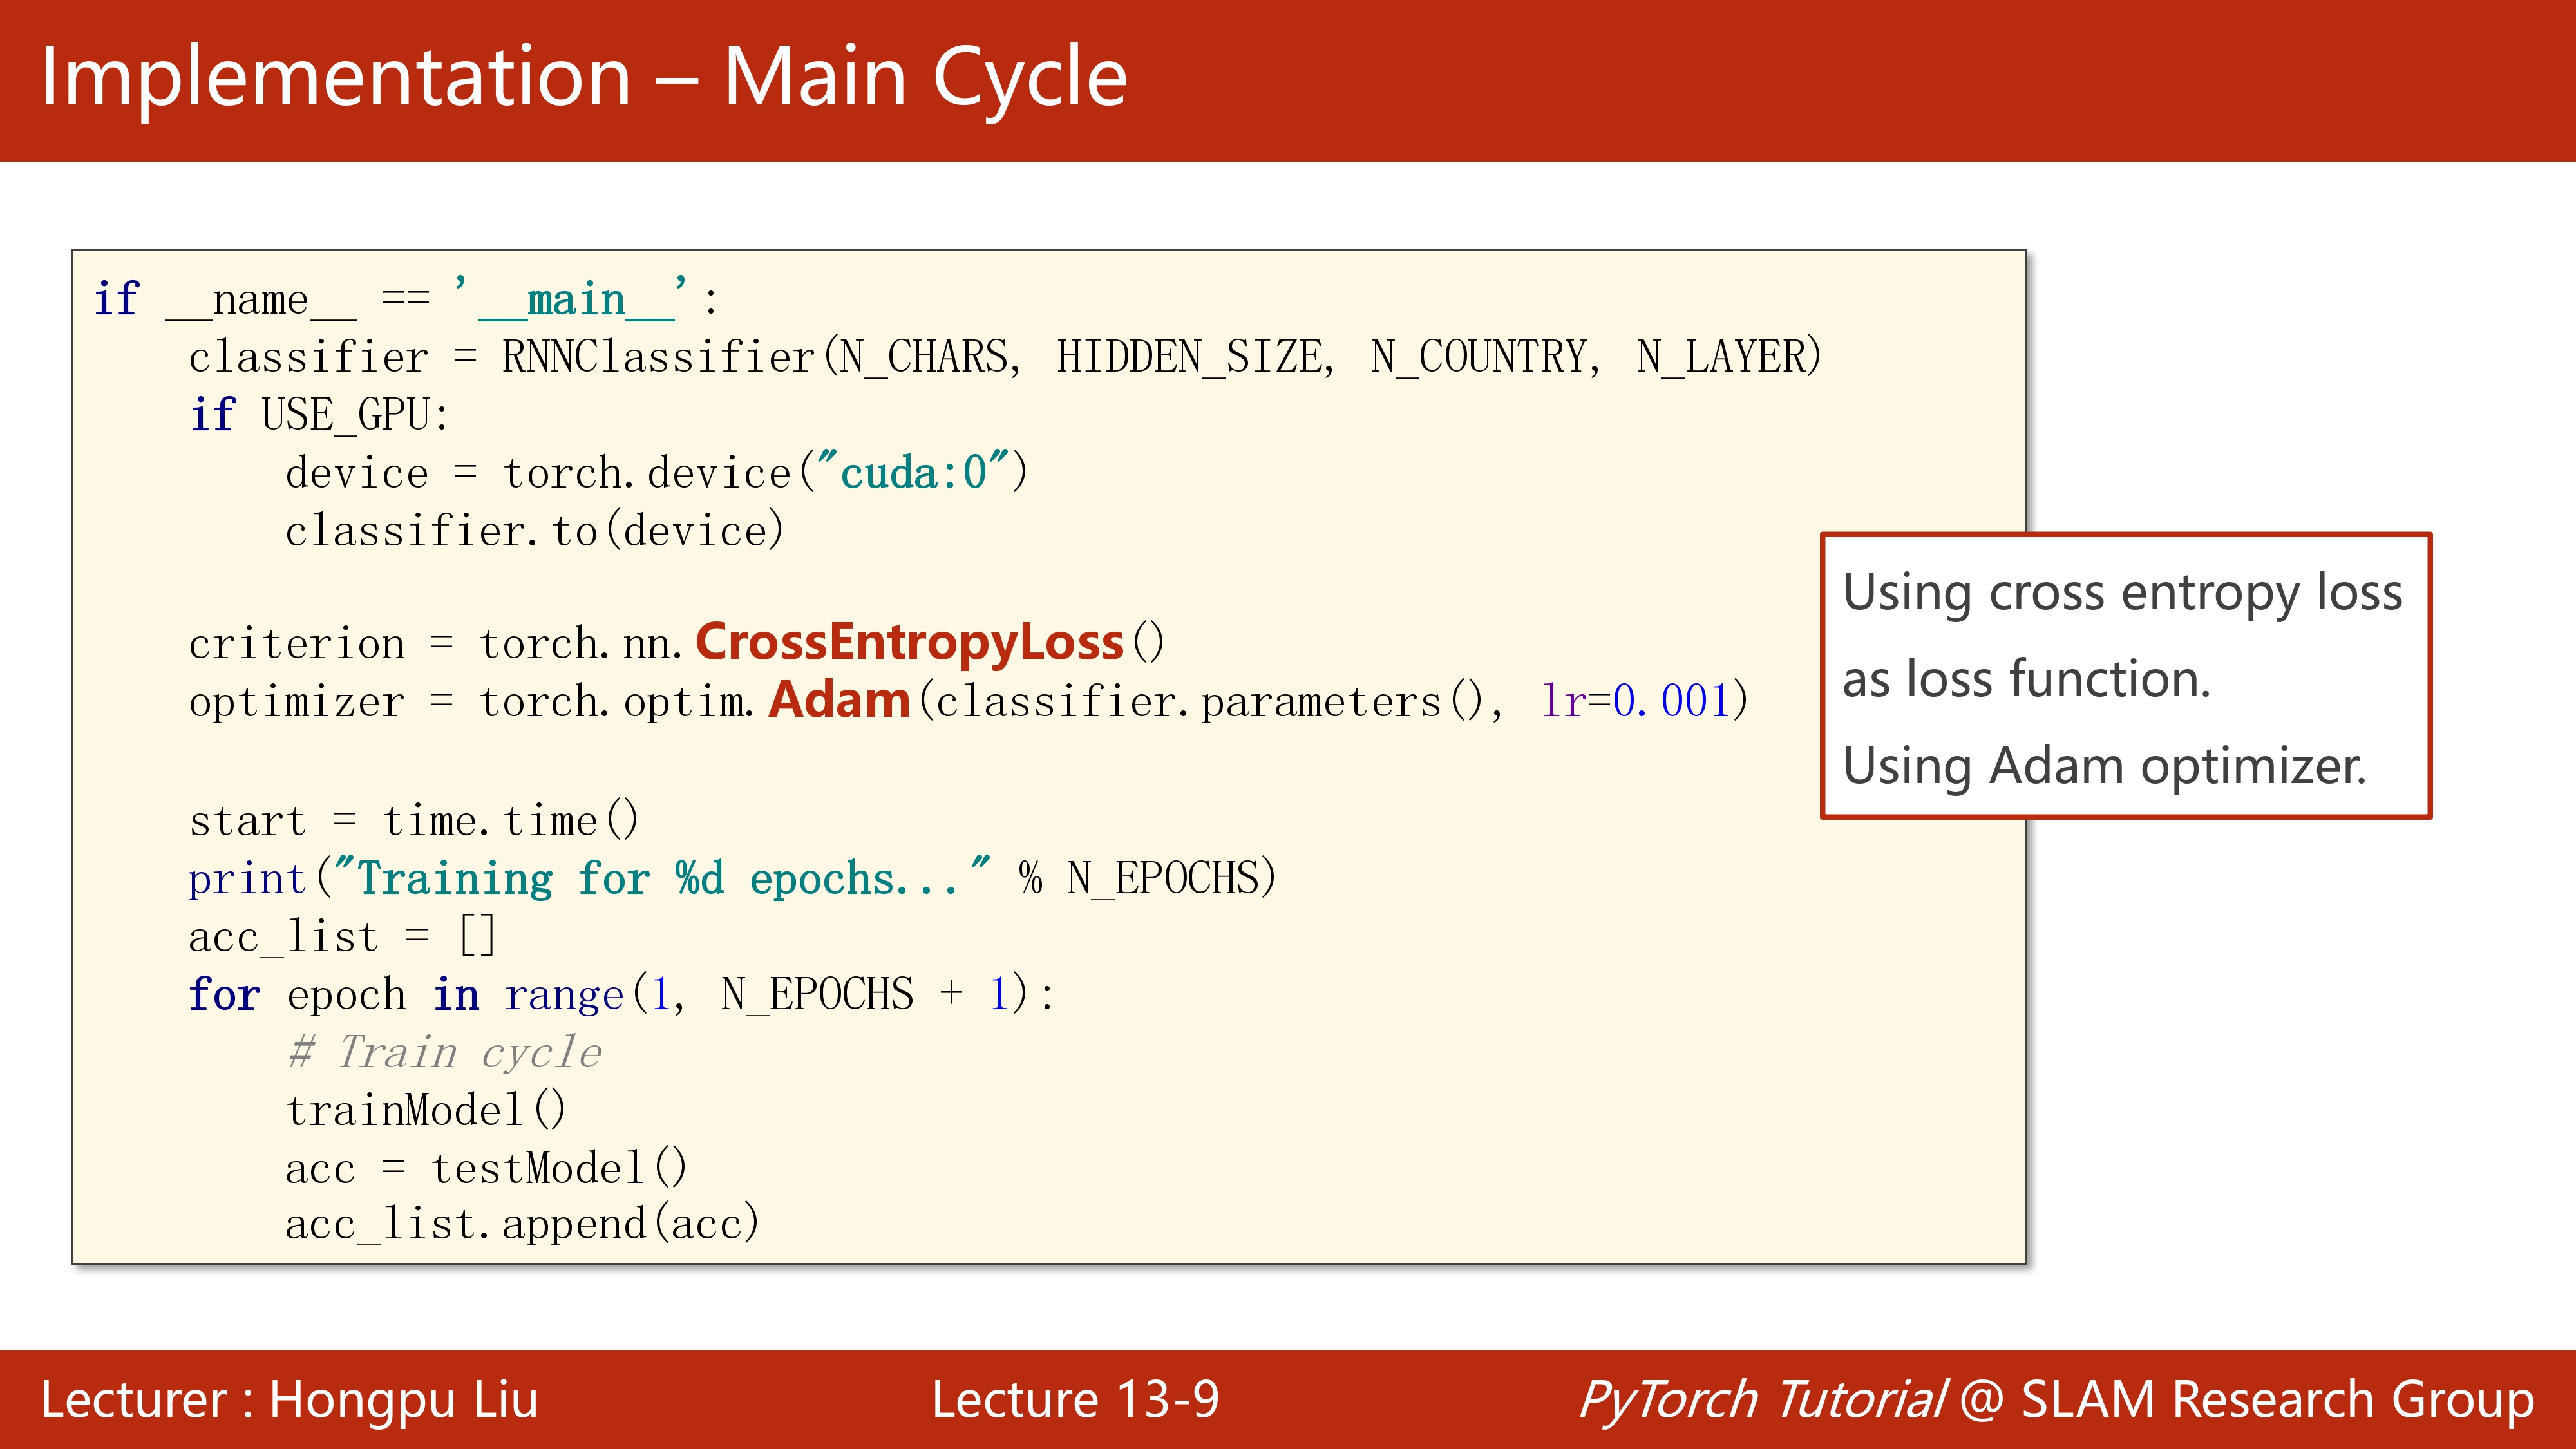 Implementation – Main Cycle
if __name__ == '__main__':
    classifier = RNNClassifier(N_CHARS, HIDDEN_SIZE, N_COUNTRY, N_LAYER)
    if USE_GPU:
        device = torch.device("cuda:0")
        classifier.to(device)
    criterion = torch.nn.CrossEntropyLoss()
    optimizer = torch.optim.Adam(classifier.parameters(), lr=0.001)
    start = time.time()
    print("Training for %d epochs..." % N_EPOCHS)
    acc_list = []
    for epoch in range(1, N_EPOCHS + 1):
        # Train cycle
        trainModel()
        acc = testModel()
        acc_list.append(acc)
Using cross entropy loss
as loss function.
Using Adam optimizer.
Lecturer : Hongpu Liu
Lecture 13-9
PyTorch Tutorial @ SLAM Research Group